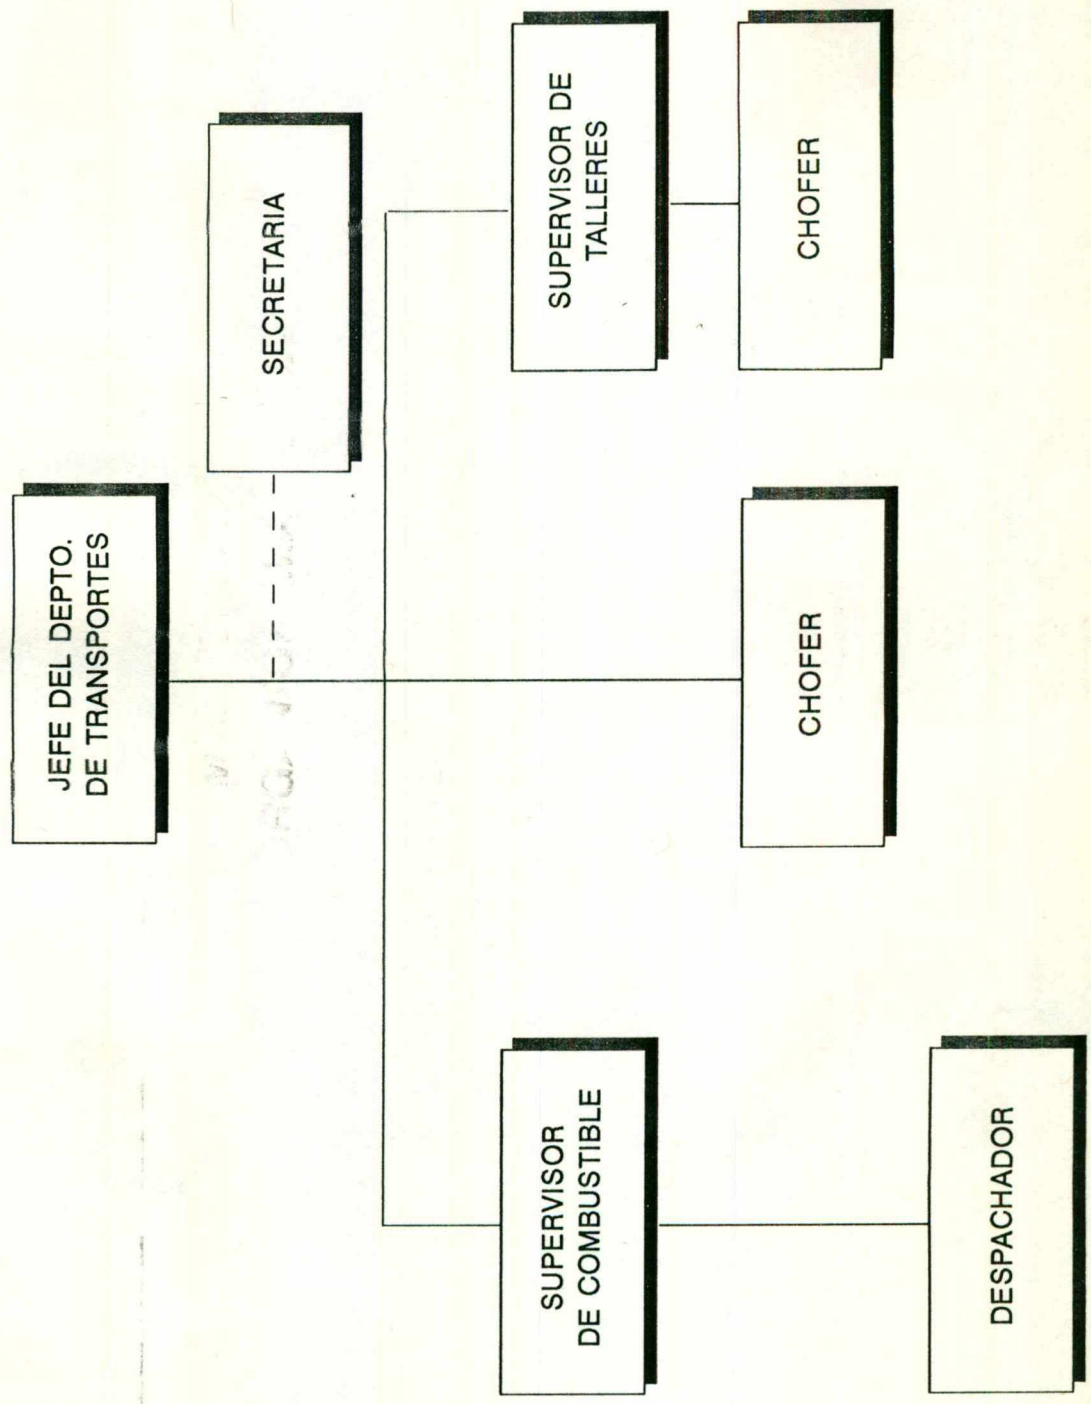 JEFE DEL DEPTO.
DE TRANSPORTES
SECRETARIA
SUPERVISOR
DE COMBUSTIBLE
SUPERVISOR DE
TALLERES
CHOFER
CHOFER
DESPACHADOR